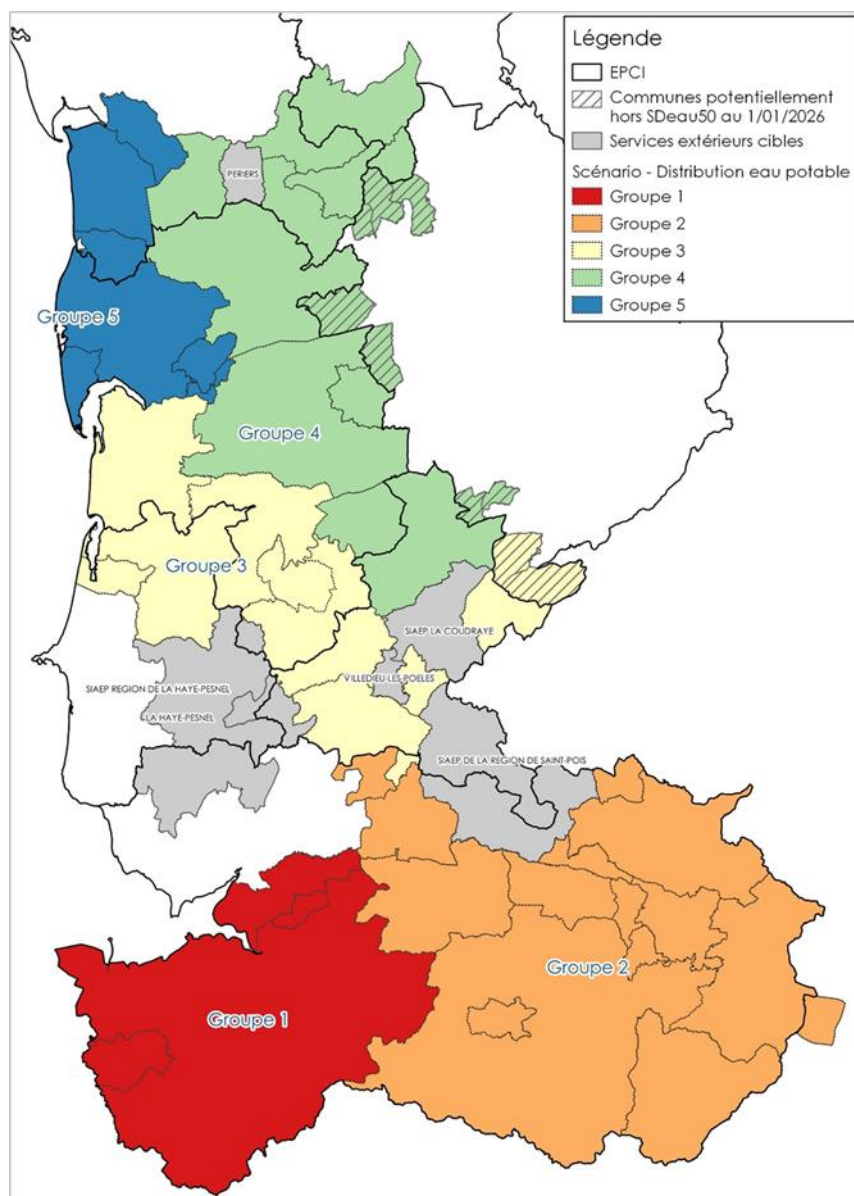 Légende
EPCI
Communes potentiellement
hors SDeau50 au 1/01/2026
Services extérieurs cibles
Scénario - Distribution eau potable
Groupe 1
Groupe 2
Groupe 3
Groupe 4
Groupe 5
PERIERS
Groupe 5
Groupe 4
Groupe 3
SIAEP LA COUDRAYE
VILLEDIEU-LES-POELES
SIAEP REGION DE LA HAYE-PESNEL
LA HAYE-PESNEL
SIAEP DE LA REGION DE SAINT-POIS
Groupe 2
Groupe 1